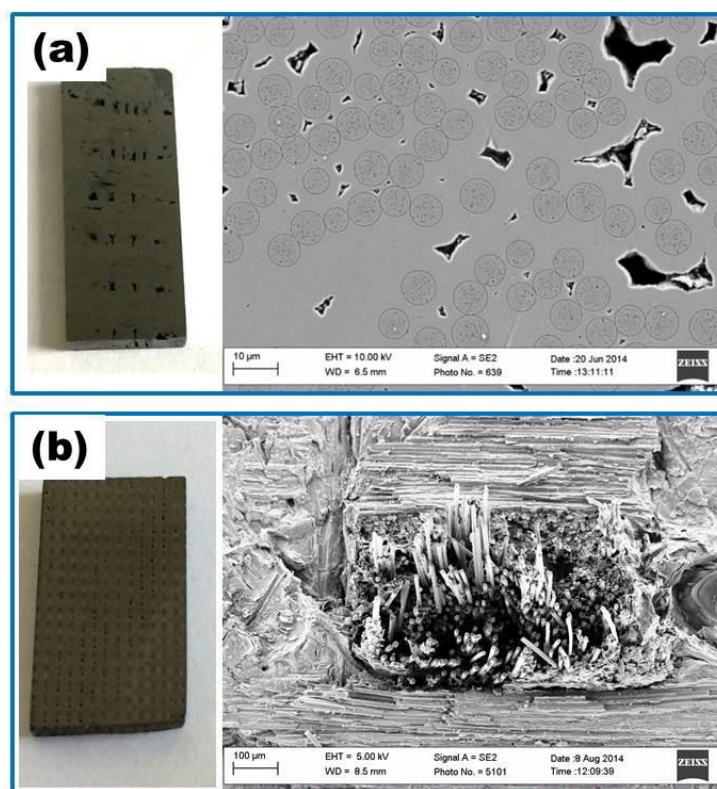 (a)
10 µm EHT = 10.00 kV Signal A = SE2 Date :20 Jun 2014
WD = 6.5 mm Photo No. = 639 Time :13:11:11
ZEISS
(b)
100 µm EHT = 5.00 kV Signal A = SE2 Date :8 Aug 2014
WD = 8.5 mm Photo No. = 5101 Time :12:09:39
ZEISS